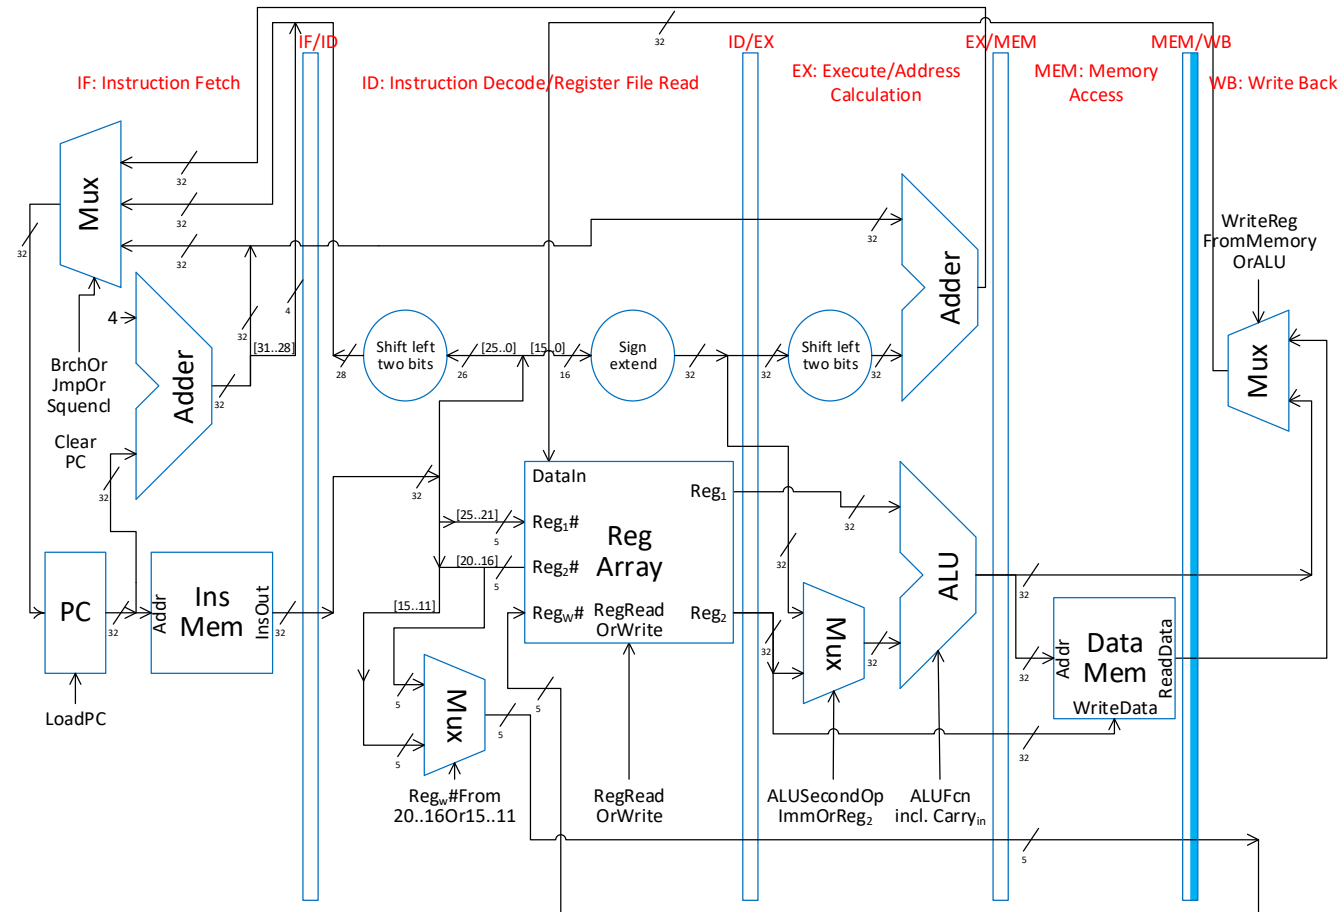 32
32
IF/ID
ID/EX
EX/MEM
MEM/WB
IF: Instruction Fetch
ID: Instruction Decode/Register File Read
EX: Execute/Address
Calculation
MEM: Memory
Access
WB: Write Back
Mux
32
32
32
32
32
4
32
4
Adder
[31..28]
32
BrchOr
JmpOr
Squencl
Clear
PC
32
28
Shift left
two bits
26
[25..0]
[15..0]
16
Sign
extend
32
32
Shift left
two bits
32
Adder
WriteReg
FromMemory
OrALU
Mux
32
DataIn
Reg1
[25..21]
5
Reg1#
Reg
Array
[20..16]
5
Reg2#
RegW#
RegRead
OrWrite
Reg2
32
32
32
Mux
32
ALU
32
PC
32
Addr
Ins
Mem
InsOut
32
[15..11]
LoadPC
5
5
Mux
5
5
32
Addr
Data
Mem
ReadData
WriteData
32
Regw#From
20..16Or15..11
RegRead
OrWrite
ALUSecondOp
ImmOrReg2
ALUFcn
incl. Carryin
5